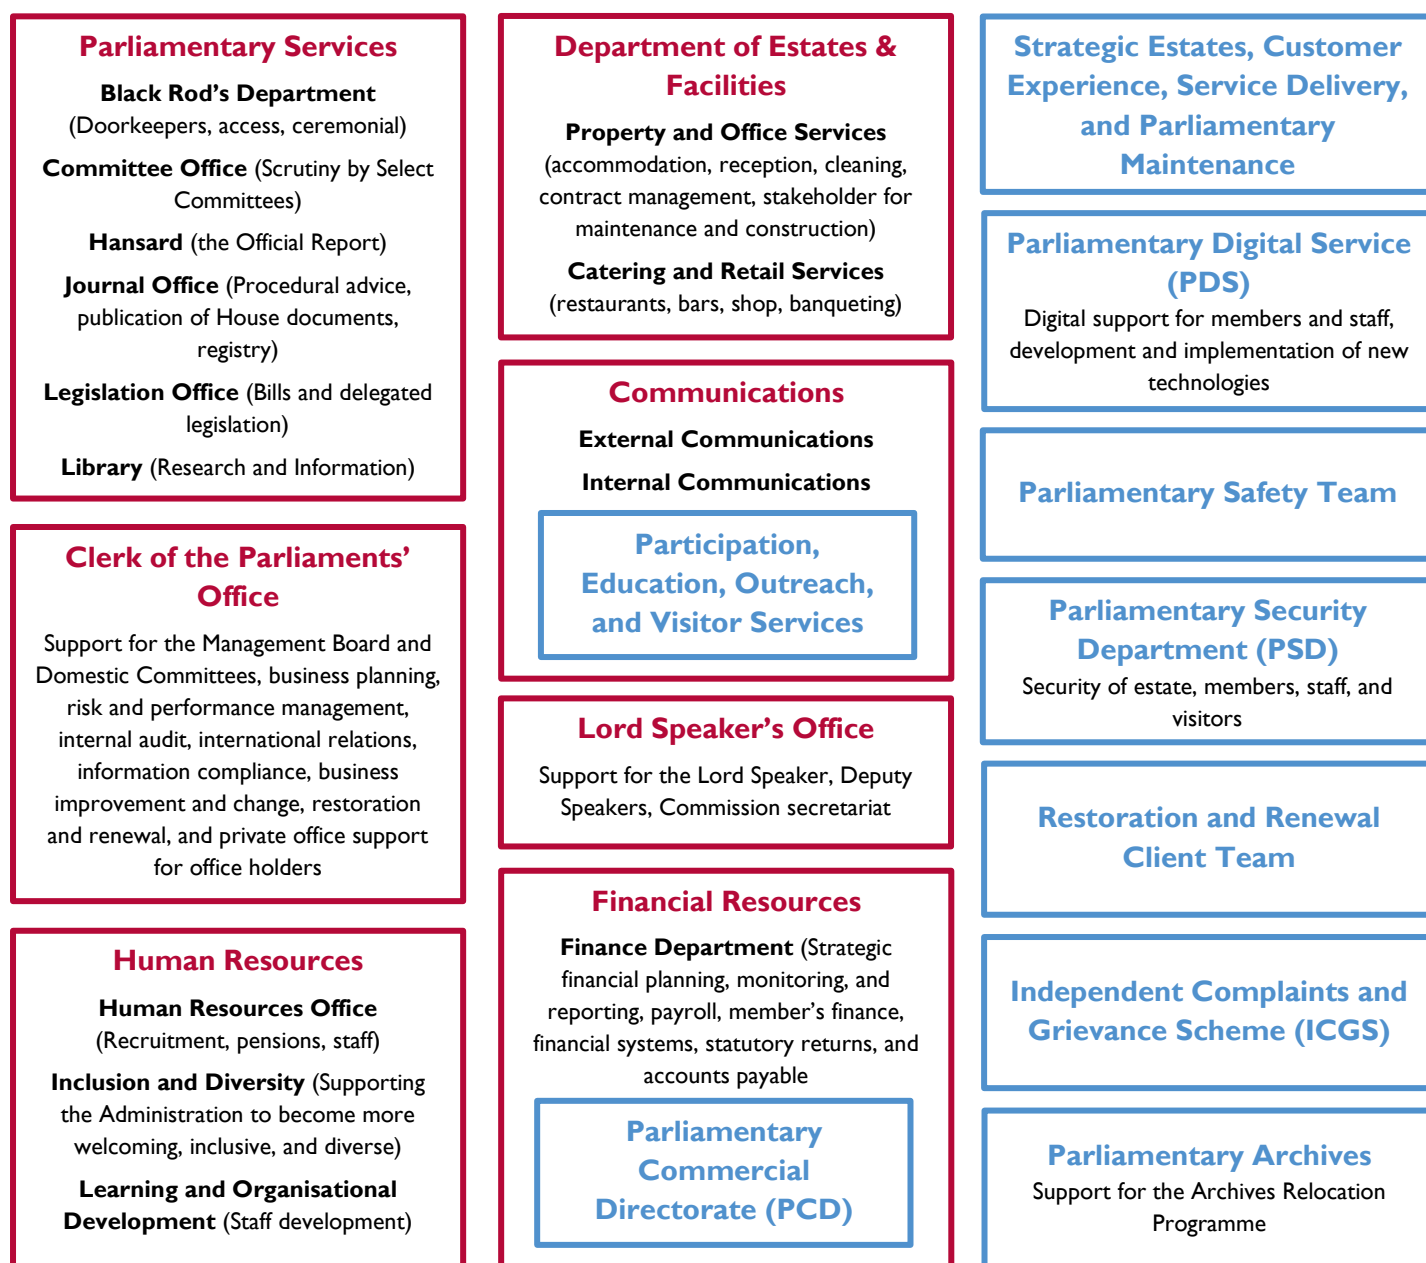 Parliamentary Services
Black Rod’s Department
(Doorkeepers, access, ceremonial)
Committee Office (Scrutiny by Select
Committees)
Hansard (the Official Report)
Journal Office (Procedural advice,
publication of House documents,
registry)
Legislation Office (Bills and delegated
legislation)
Library (Research and Information)
Clerk of the Parliaments’
Office
Support for the Management Board and
Domestic Committees, business planning,
risk and performance management,
internal audit, international relations,
information compliance, business
improvement and change, restoration
and renewal, and private office support
for office holders
Human Resources
Human Resources Office
(Recruitment, pensions, staff)
Inclusion and Diversity (Supporting
the Administration to become more
welcoming, inclusive, and diverse)
Learning and Organisational
Development (Staff development)
Department of Estates &
Facilities
Property and Office Services
(accommodation, reception, cleaning,
contract management, stakeholder for
maintenance and construction)
Catering and Retail Services
(restaurants, bars, shop, banqueting)
Communications
External Communications
Internal Communications
Participation,
Education, Outreach,
and Visitor Services
Lord Speaker’s Office
Support for the Lord Speaker, Deputy
Speakers, Commission secretariat
Financial Resources
Finance Department (Strategic
financial planning, monitoring, and
reporting, payroll, member’s finance,
financial systems, statutory returns, and
accounts payable
Parliamentary
Commercial
Directorate (PCD)
Strategic Estates, Customer
Experience, Service Delivery,
and Parliamentary
Maintenance
Parliamentary Digital Service
(PDS)
Digital support for members and staff,
development and implementation of new
technologies
Parliamentary Safety Team
Parliamentary Security
Department (PSD)
Security of estate, members, staff, and
visitors
Restoration and Renewal
Client Team
Independent Complaints and
Grievance Scheme (ICGS)
Parliamentary Archives
Support for the Archives Relocation
Programme